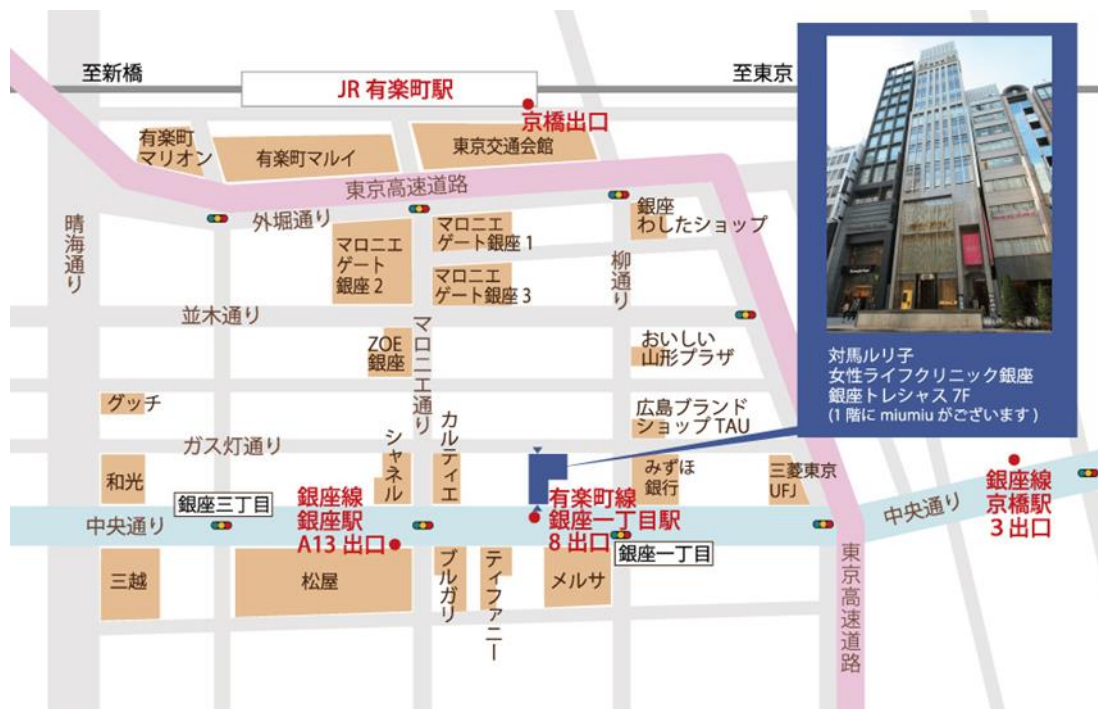 至新橋
JR 有楽町駅
至東京
京橋出口
有楽町
マリオン
有楽町マルイ
東京交通会館
東京高速道路
外堀通り
晴海通り
マロニエ
ゲート
銀座 2
マロニエ
ゲート銀座 1
マロニエ
ゲート銀座 3
銀座
わしたショップ
柳通り
並木通り
ZOE
銀座
マロニエ通り
おいしい
山形プラザ
グッチ
広島ブランド
ショップ TAU
ガス灯通り
和光
シャネル
カルティエ
みずほ
銀行
三菱東京
UFJ
対馬ルリ子
女性ライフクリニック銀座
銀座トレシャス 7F
(1 階に miumiu がございます )
銀座三丁目
銀座線
銀座駅
A13 出口
有楽町線
銀座一丁目駅
8 出口
銀座一丁目
中央通り
中央通り
銀座線
京橋駅
3 出口
三越
松屋
ブルガリ
ティファニー
メルサ
東京高速道路